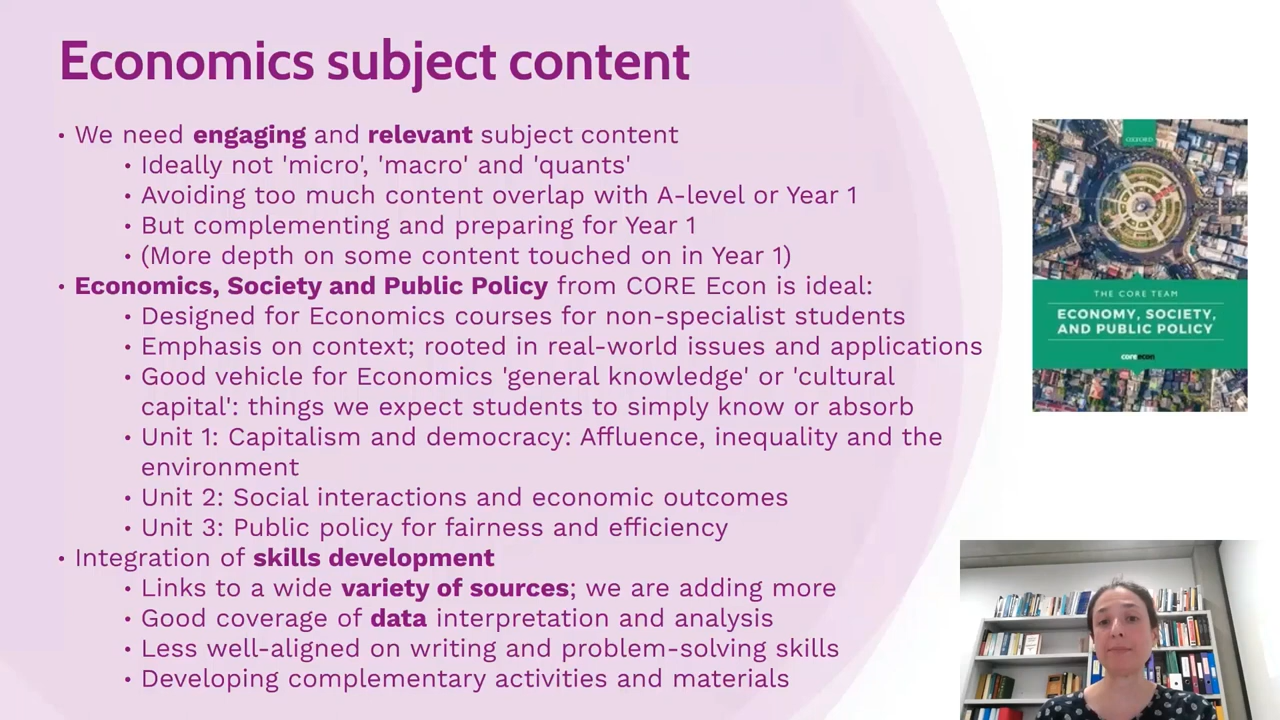 Economics subject content
• We need engaging and relevant subject content
• Ideally not 'micro', 'macro' and 'quants'
• Avoiding too much content overlap with A-level or Year 1
• But complementing and preparing for Year 1
• (More depth on some content touched on in Year 1)
• Economics, Society and Public Policy from CORE Econ is ideal:
• Designed for Economics courses for non-specialist students
• Emphasis on context; rooted in real-world issues and applications
• Good vehicle for Economics 'general knowledge' or 'cultural
capital': things we expect students to simply know or absorb
• Unit 1: Capitalism and democracy: Affluence, inequality and the
environment
• Unit 2: Social interactions and economic outcomes
• Unit 3: Public policy for fairness and efficiency
• Integration of skills development
• Links to a wide variety of sources; we are adding more
• Good coverage of data interpretation and analysis
• Less well-aligned on writing and problem-solving skills
• Developing complementary activities and materials
OXFORD
THE CORE TEAM
ECONOMY, SOCIETY,
AND PUBLIC POLICY
core econ